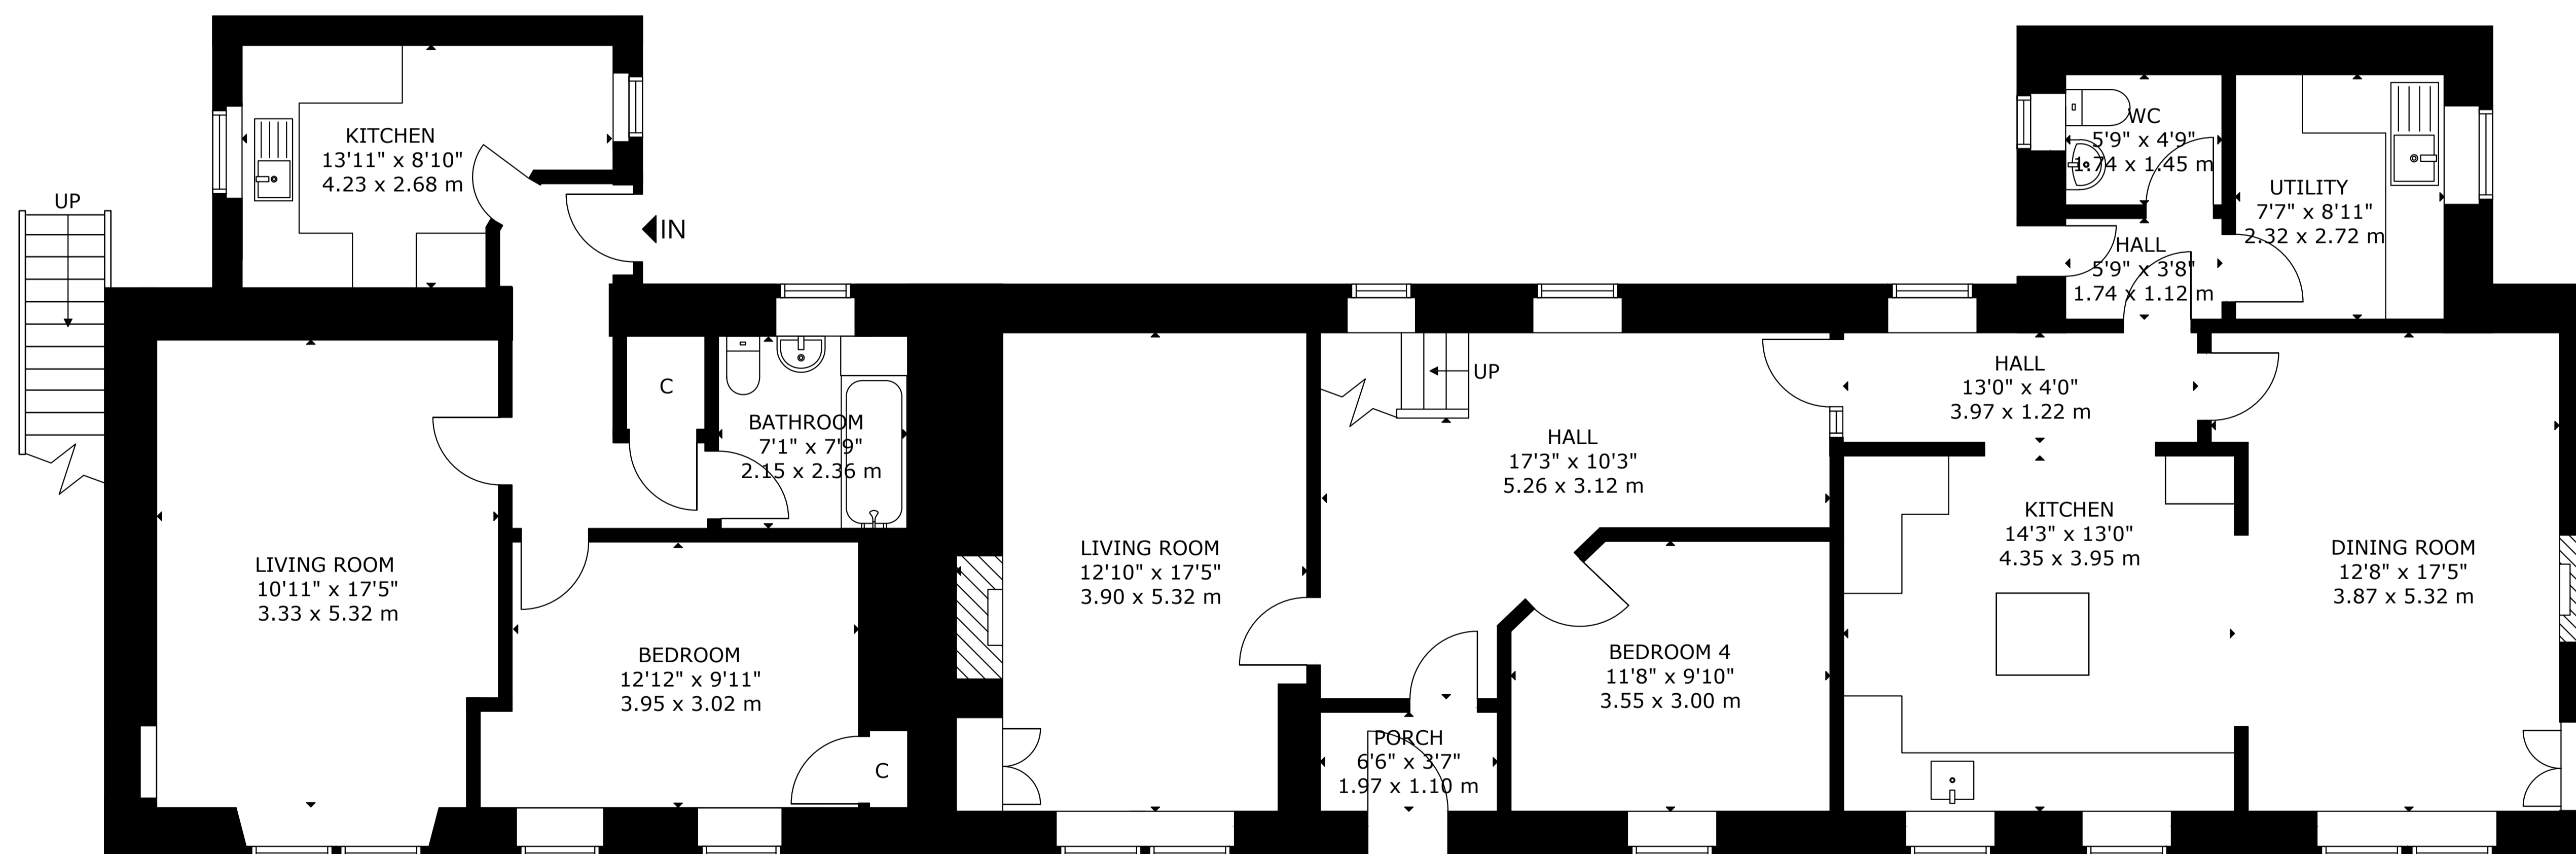 KITCHEN
13'11" x 8'10"
4.23 x 2.68 m
UP
IN
C
BATHROOM
7'1" x 7'9"
2.15 x 2.36 m
LIVING ROOM
10'11" x 17'5"
3.33 x 5.32 m
BEDROOM
12'12" x 9'11"
3.95 x 3.02 m
C
LIVING ROOM
12'10" x 17'5"
3.90 x 5.32 m
UP
HALL
17'3" x 10'3"
5.26 x 3.12 m
PORCH
6'6" x 3'7"
1.97 x 1.10 m
BEDROOM 4
11'8" x 9'10"
3.55 x 3.00 m
WC
5'9" x 4'9"
1.74 x 1.45 m
HALL
5'9" x 3'8"
1.74 x 1.12 m
UTILITY
7'7" x 8'11"
2.32 x 2.72 m
HALL
13'0" x 4'0"
3.97 x 1.22 m
KITCHEN
14'3" x 13'0"
4.35 x 3.95 m
DINING ROOM
12'8" x 17'5"
3.87 x 5.32 m